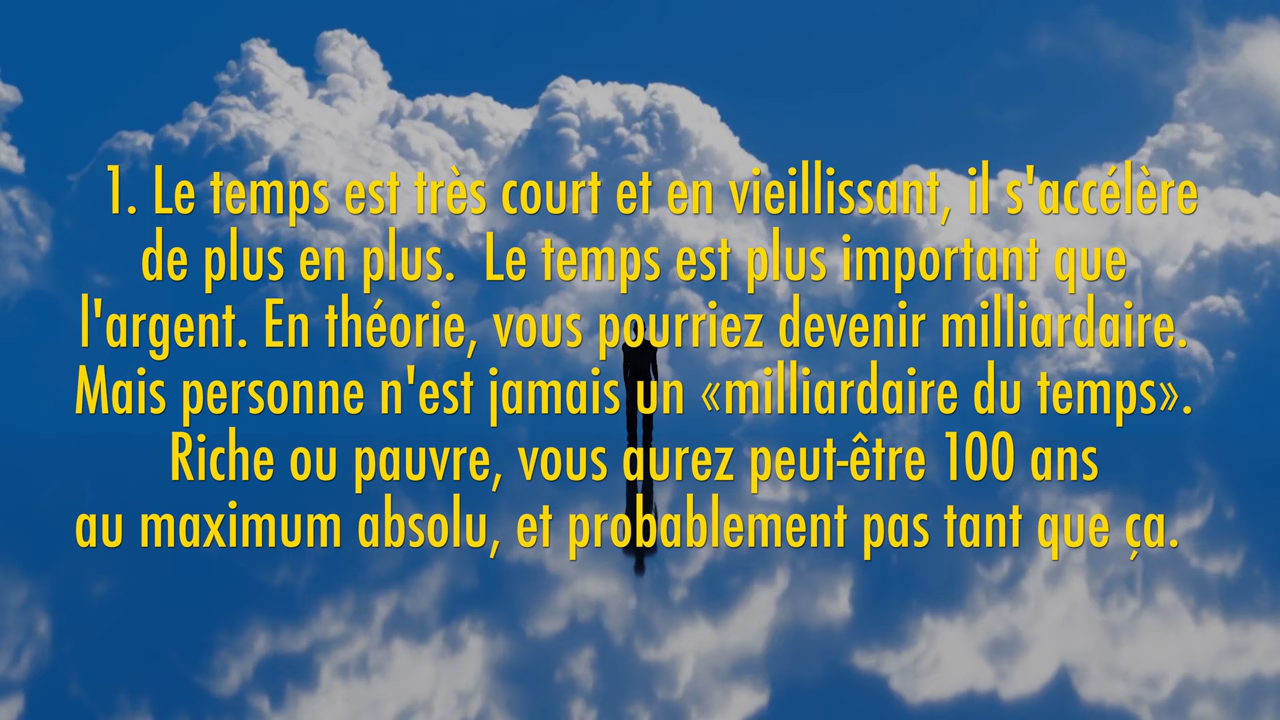 1. Le temps est très court et en vieillissant, il s'accélère
de plus en plus.  Le temps est plus important que
l'argent. En théorie, vous pourriez devenir milliardaire.
Mais personne n'est jamais un «milliardaire du temps».
Riche ou pauvre, vous aurez peut-être 100 ans
au maximum absolu, et probablement pas tant que ça.